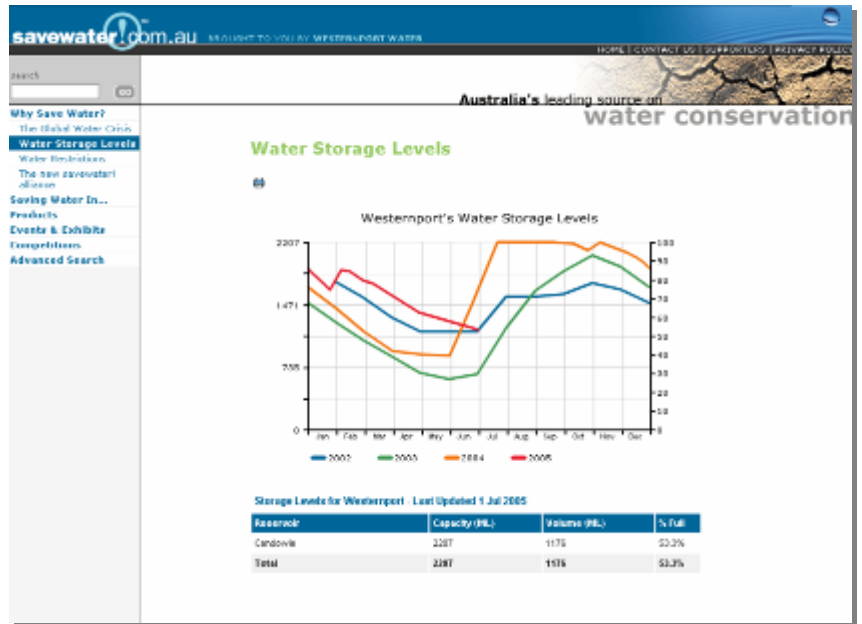 savewater!.com.au BROUGHT TO YOU BY WESTERNPORT WATER
HOME | CONTACT US | SUPPORTERS | PRIVACY POLICY
search
GO
Australia's leading source on
water conservation
Why Save Water?
The Global Water Crisis
Water Storage Levels
Water Restrictions
The new savewater!
alliance
Saving Water In...
Products
Events & Exhibits
Competitions
Advanced Search
Water Storage Levels
Westernport's Water Storage Levels
2207
1471
735
0
100
90
80
70
60
50
40
30
20
10
0
Jan Feb Mar Apr May Jun Jul Aug Sep Oct Nov Dec
2002 2003 2004 2005
Storage Levels for Westernport - Last Updated 1 Jul 2005
Reservoir Capacity (ML) Volume (ML) % Full
Candowie 2207 1176 53.3%
Total 2207 1176 53.3%